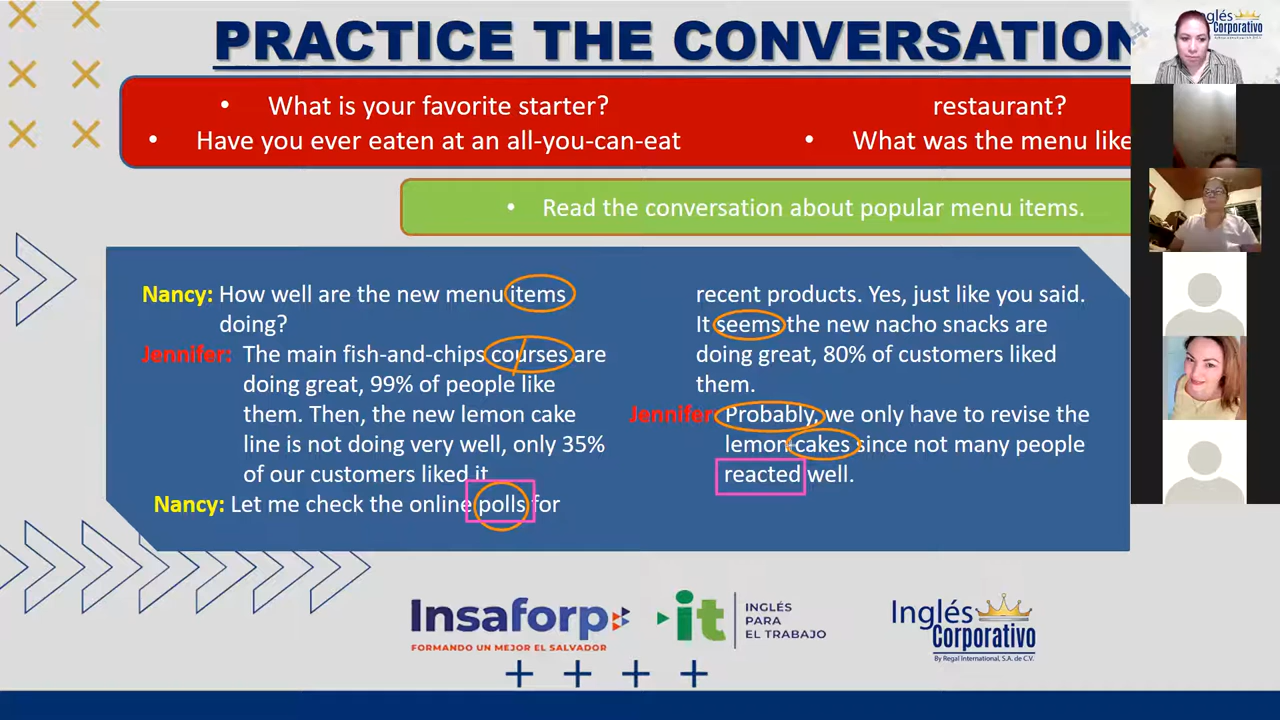 PRACTICE THE CONVERSATION
Inglés
Corporativo
• What is your favorite starter?
• Have you ever eaten at an all-you-can-eat
restaurant?
• What was the menu like
• Read the conversation about popular menu items.
Nancy: How well are the new menu items
doing?
Jennifer: The main fish-and-chips courses are
doing great, 99% of people like
them. Then, the new lemon cake
line is not doing very well, only 35%
of our customers liked it
Nancy: Let me check the online polls for
recent products. Yes, just like you said.
It seems the new nacho snacks are
doing great, 80% of customers liked
them.
Jennifer: Probably, we only have to revise the
lemon cakes since not many people
reacted well.
Insaforp
FORMANDO UN MEJOR EL SALVADOR
it
INGLÉS
PARA
EL TRABAJO
Inglés
Corporativo
By Regal International, S.A. de C.V.